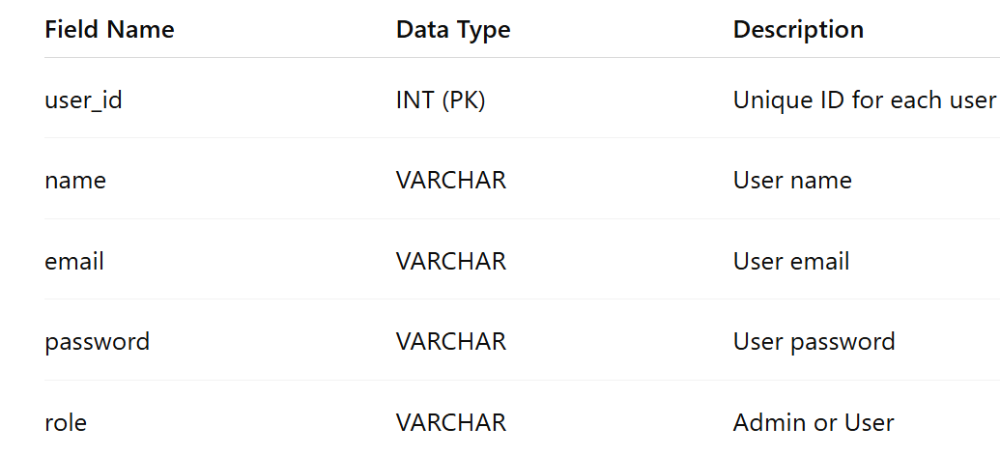 Field Name Data Type Description
user_id INT (PK) Unique ID for each user
name VARCHAR User name
email VARCHAR User email
password VARCHAR User password
role VARCHAR Admin or User